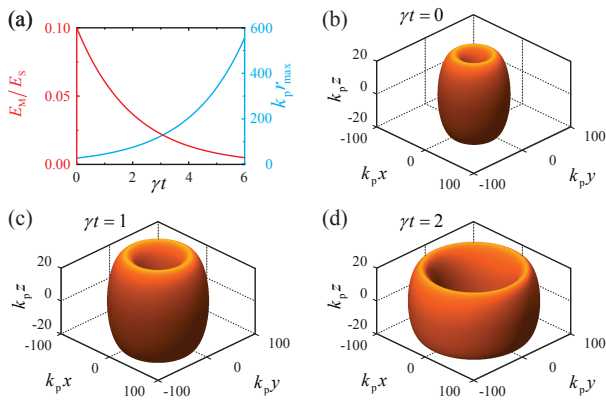 (a)
0.10
0.05
0.00
E_M/E_S
600
400
200
0
k_p r_max
0 2 4 6
γt
(b)
γt = 0
20
0
-20
k_p z
-100
0
100
k_p x
-100
0
100
k_p y
(c)
γt = 1
20
0
-20
k_p z
-100
0
100
k_p x
-100
0
100
k_p y
(d)
γt = 2
20
0
-20
k_p z
-100
0
100
k_p x
-100
0
100
k_p y